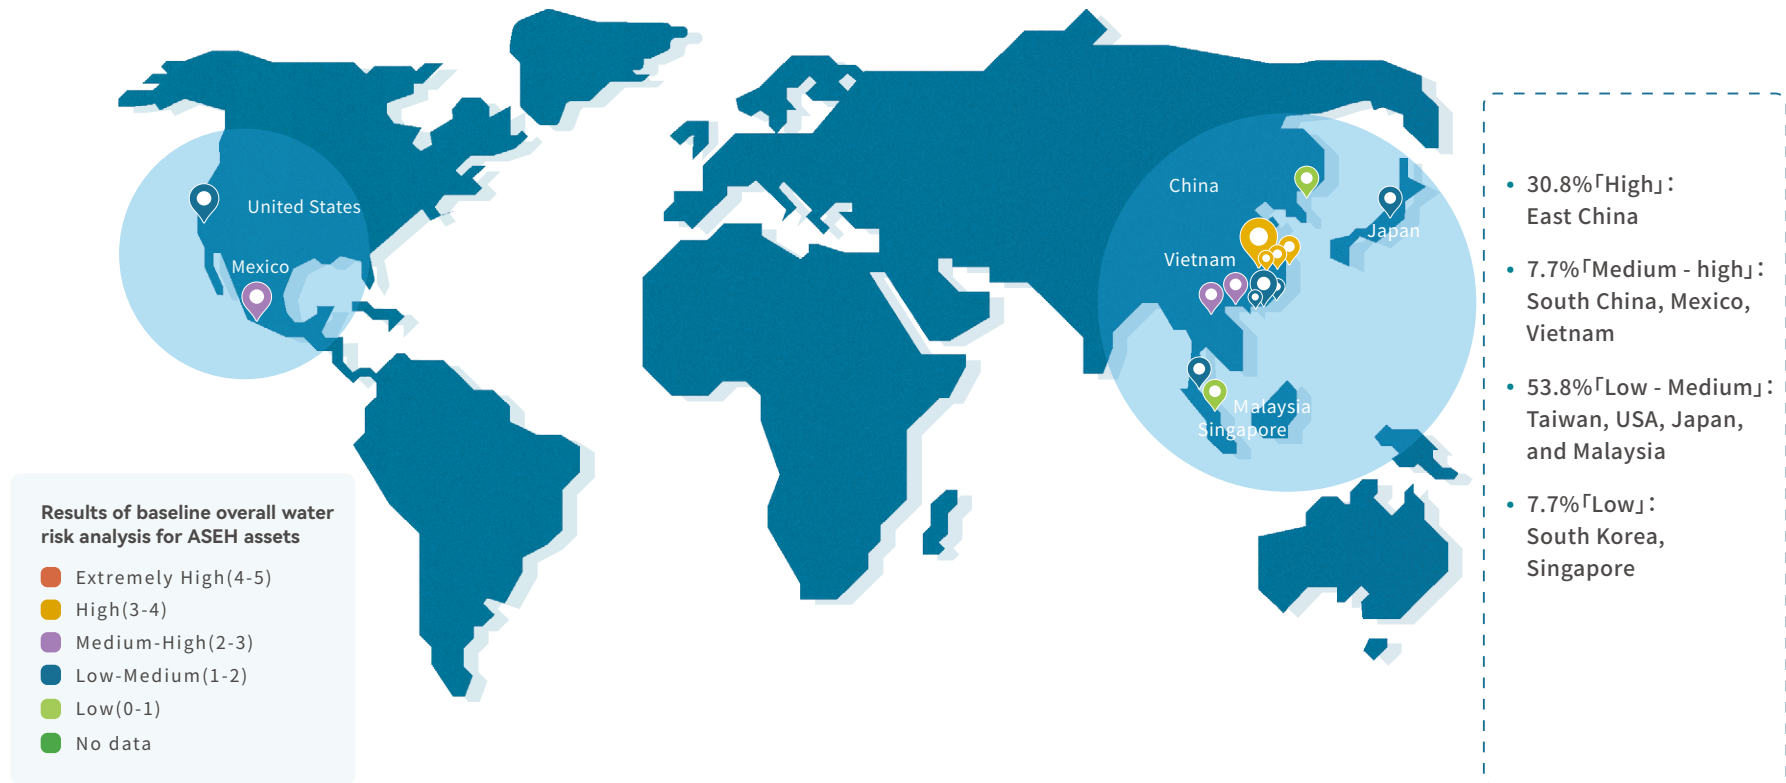 United States
Mexico
China
Japan
Vietnam
Malaysia
Singapore
Results of baseline overall water
risk analysis for ASEH assets
Extremely High(4-5)
High(3-4)
Medium-High(2-3)
Low-Medium(1-2)
Low(0-1)
No data
• 30.8%「High」:
East China
• 7.7%「Medium - high」:
South China, Mexico,
Vietnam
• 53.8%「Low - Medium」:
Taiwan, USA, Japan,
and Malaysia
• 7.7%「Low」:
South Korea,
Singapore